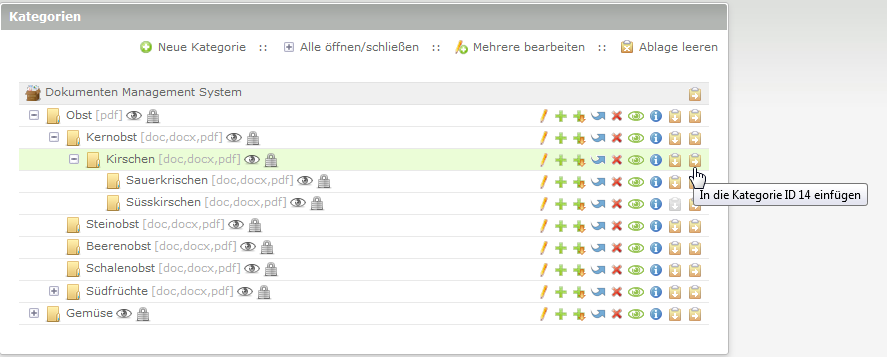 Kategorien
Neue Kategorie :: Alle öffnen/schließen :: Mehrere bearbeiten :: Ablage leeren
Dokumenten Management System
Obst [pdf]
Kernobst [doc,docx,pdf]
Kirschen [doc,docx,pdf]
Sauerkrischen [doc,docx,pdf]
In die Kategorie ID 14 einfügen
Süsskirschen [doc,docx,pdf]
Steinobst [doc,docx,pdf]
Beerenobst [doc,docx,pdf]
Schalenobst [doc,docx,pdf]
Südfrüchte [doc,docx,pdf]
Gemüse